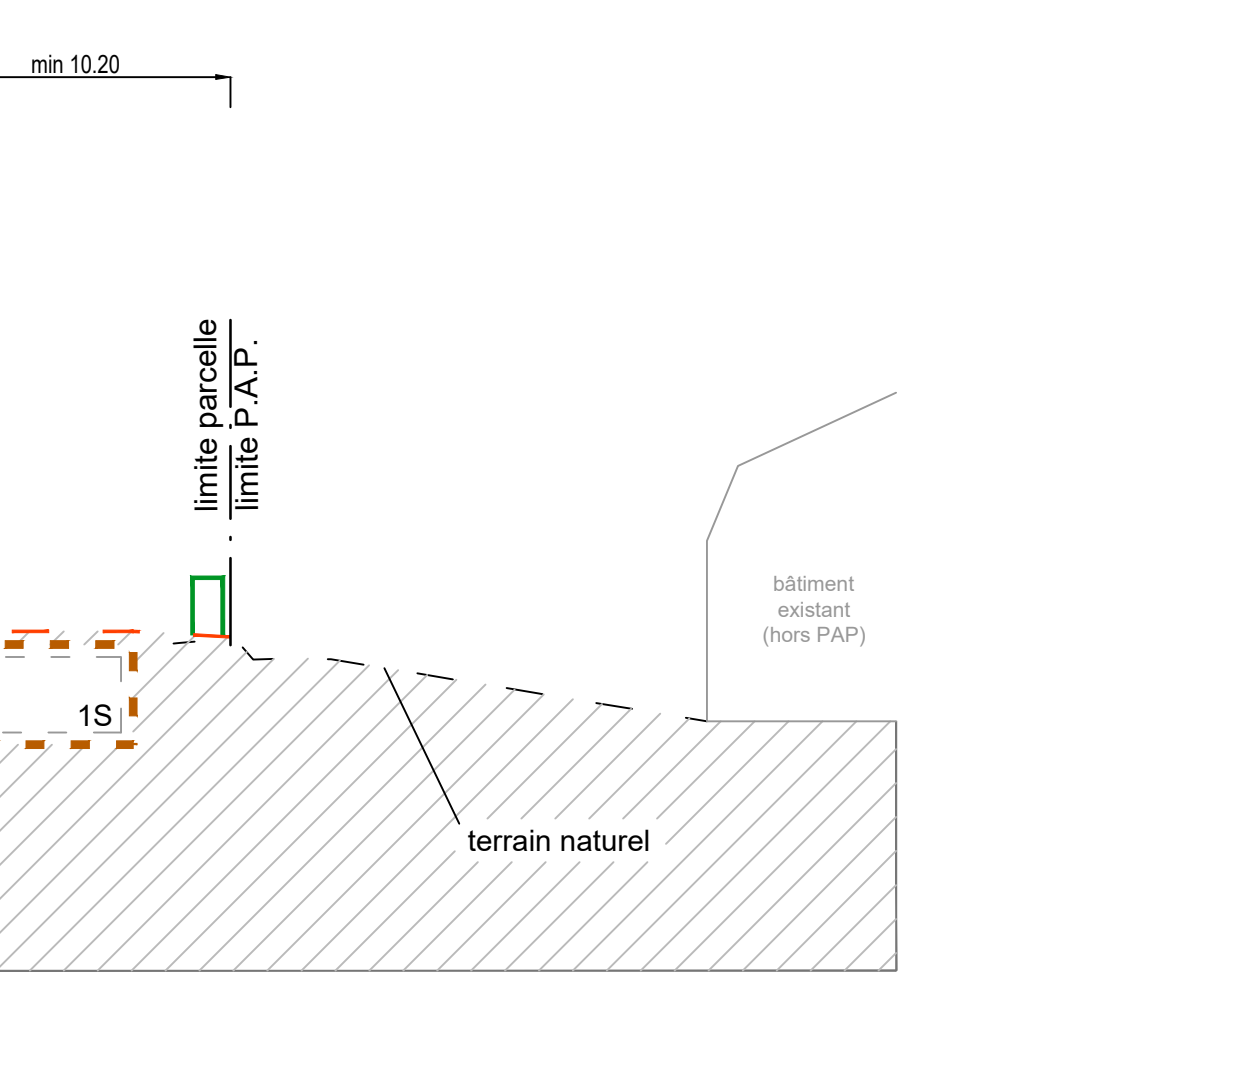 min 10.20
limite parcelle
limite P.A.P.
bâtiment
existant
(hors PAP)
1S
terrain naturel